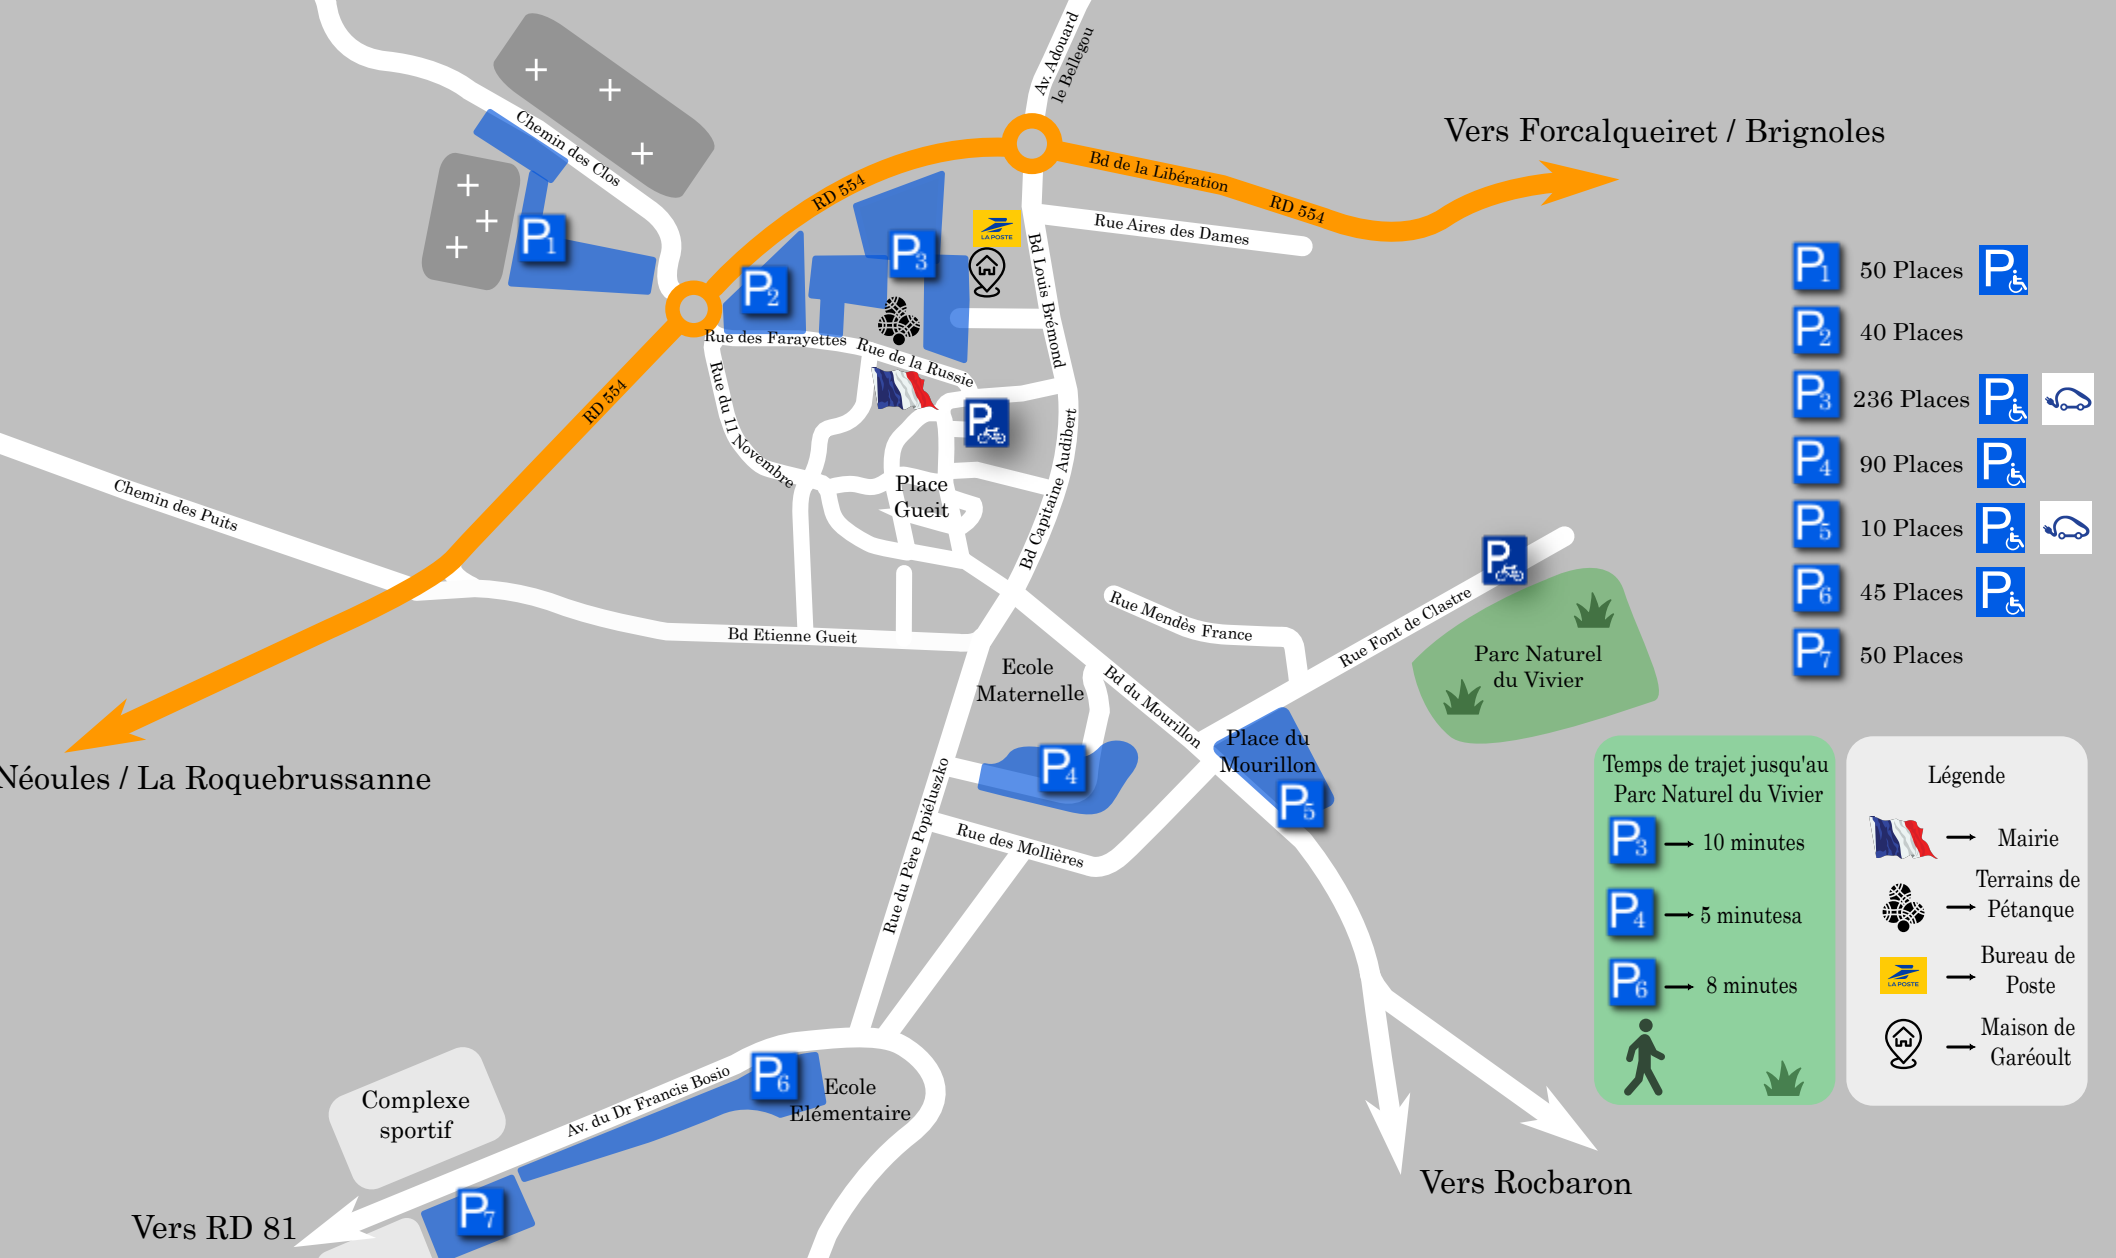 Av. Adouard
le Bellegou
Vers Forcalqueiret / Brignoles
Chemin des Clos
RD 554
Bd de la Libération
RD 554
Rue Aires des Dames
LA POSTE
Bd Louis Brémond
P1
P2
P3
Rue des Farayettes
Rue de la Russie
Rue du 11 Novembre
RD 554
P
Bd Capitaine Audibert
Place
Gueit
Chemin des Puits
Bd Etienne Gueit
Néoules / La Roquebrussanne
Ecole
Maternelle
Rue Mendès France
Rue Font de Clastre
P
Parc Naturel
du Vivier
Bd du Mourillon
Place du
Mourillon
P4
P5
Rue du Père Popiéluszko
Rue des Mollières
P6
Ecole
Elémentaire
Av. du Dr Francis Bosio
Complexe
sportif
P7
Vers RD 81
Vers Rocbaron
P1 50 Places P
P2 40 Places
P3 236 Places P
P4 90 Places P
P5 10 Places P
P6 45 Places P
P7 50 Places
Temps de trajet jusqu'au
Parc Naturel du Vivier
P3 10 minutes
P4 5 minutesa
P6 8 minutes
Légende
Mairie
Terrains de
Pétanque
LA POSTE
Bureau de
Poste
Maison de
Garéoult